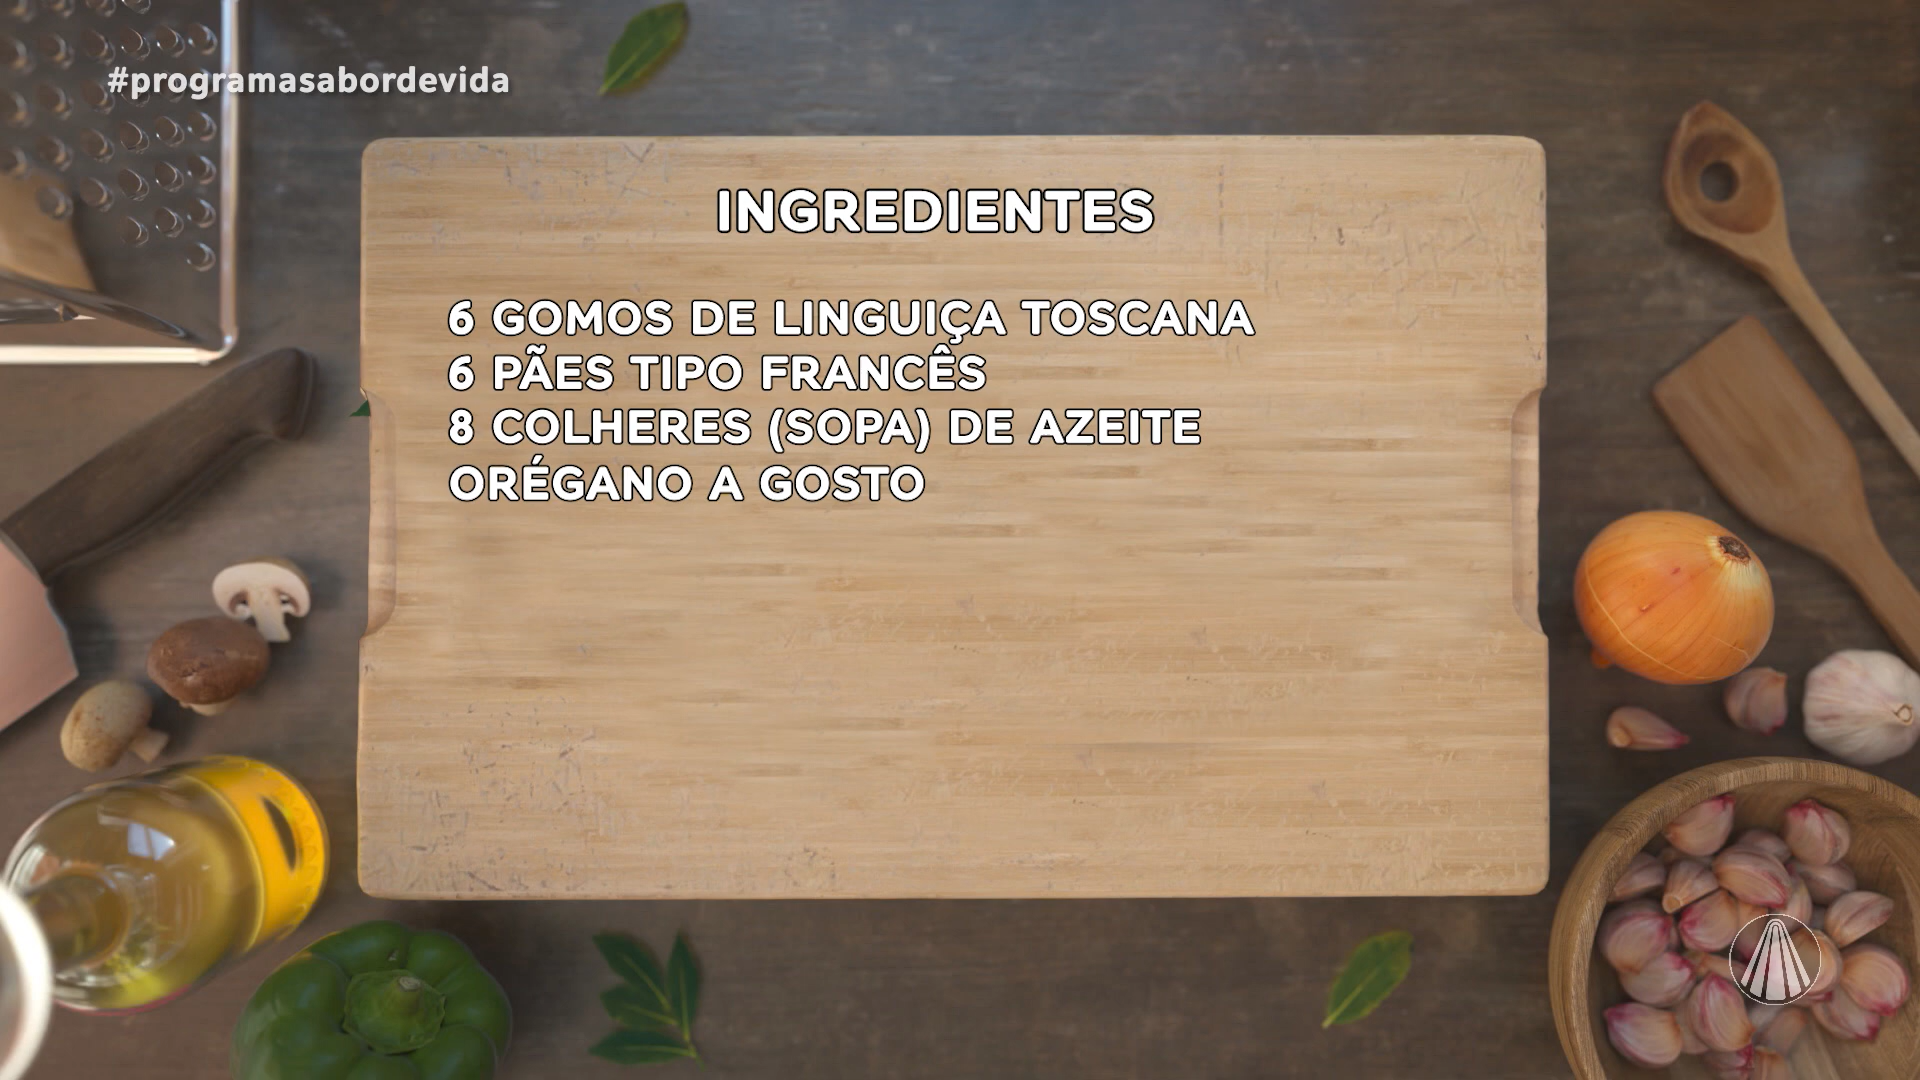 #programasabordevida
INGREDIENTES
6 GOMOS DE LINGUIÇA TOSCANA
6 PÃES TIPO FRANCÊS
8 COLHERES (SOPA) DE AZEITE
ORÉGANO A GOSTO